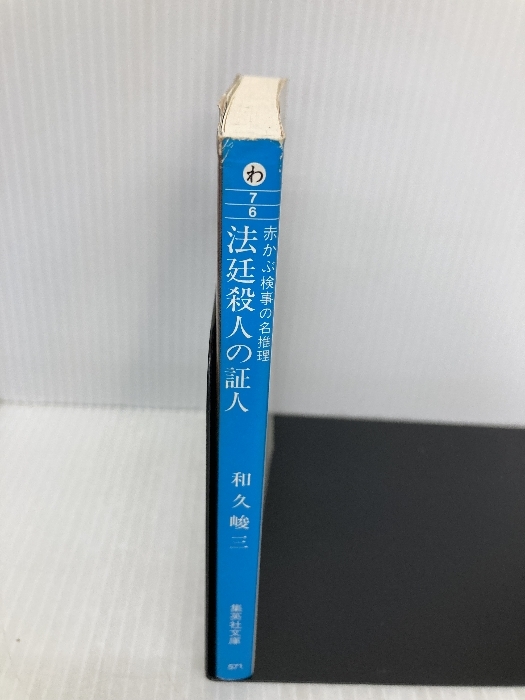 わ
7
6
赤かぶ検事の名推理
法廷殺人の証人
和久峻三
集英社文庫
571